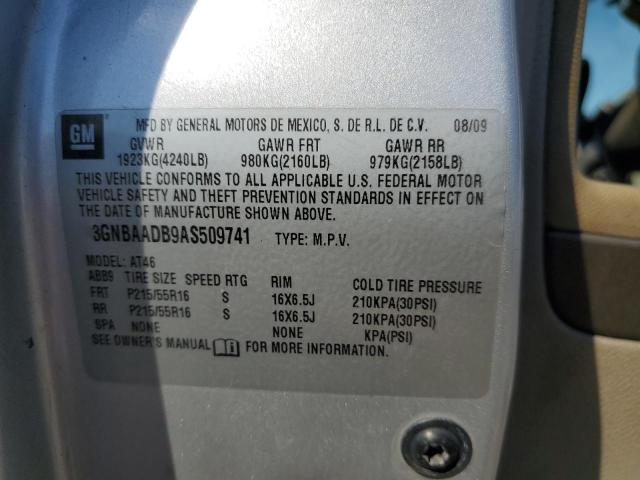 GM MFD BY GENERAL MOTORS DE MEXICO, S. DE R.L. DE C.V. 08/09
GVWR GAWR FRT GAWR RR
1923KG(4240LB) 980KG(2160LB) 979KG(2158LB)
THIS VEHICLE CONFORMS TO ALL APPLICABLE U.S. FEDERAL MOTOR
VEHICLE SAFETY AND THEFT PREVENTION STANDARDS IN EFFECT ON
THE DATE OF MANUFACTURE SHOWN ABOVE.
3GNBAADB9AS509741 TYPE: M.P.V.
MODEL: AT46
ABB9 TIRE SIZE SPEED RTG RIM COLD TIRE PRESSURE
FRT P215/55R16 S 16X6.5J 210KPA(30PSI)
RR P215/55R16 S 16X6.5J 210KPA(30PSI)
SPA NONE NONE KPA(PSI)
SEE OWNER'S MANUAL FOR MORE INFORMATION.